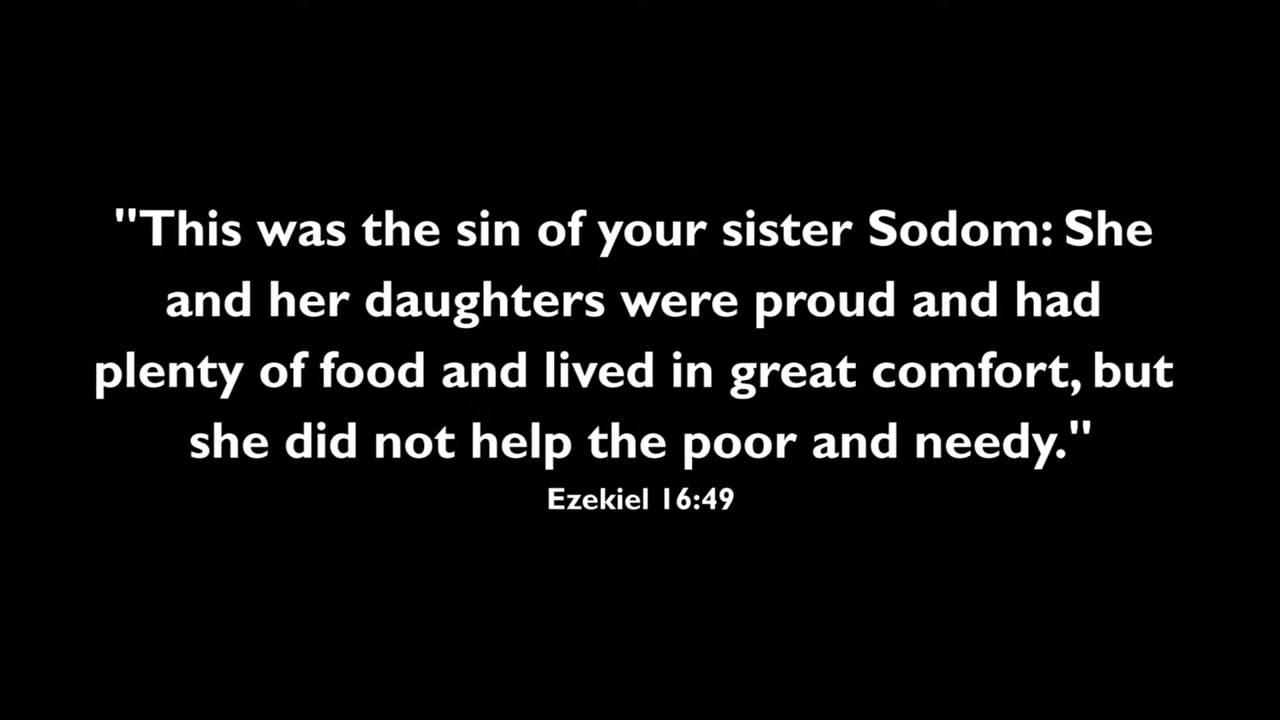 "This was the sin of your sister Sodom: She
and her daughters were proud and had
plenty of food and lived in great comfort, but
she did not help the poor and needy."
Ezekiel 16:49